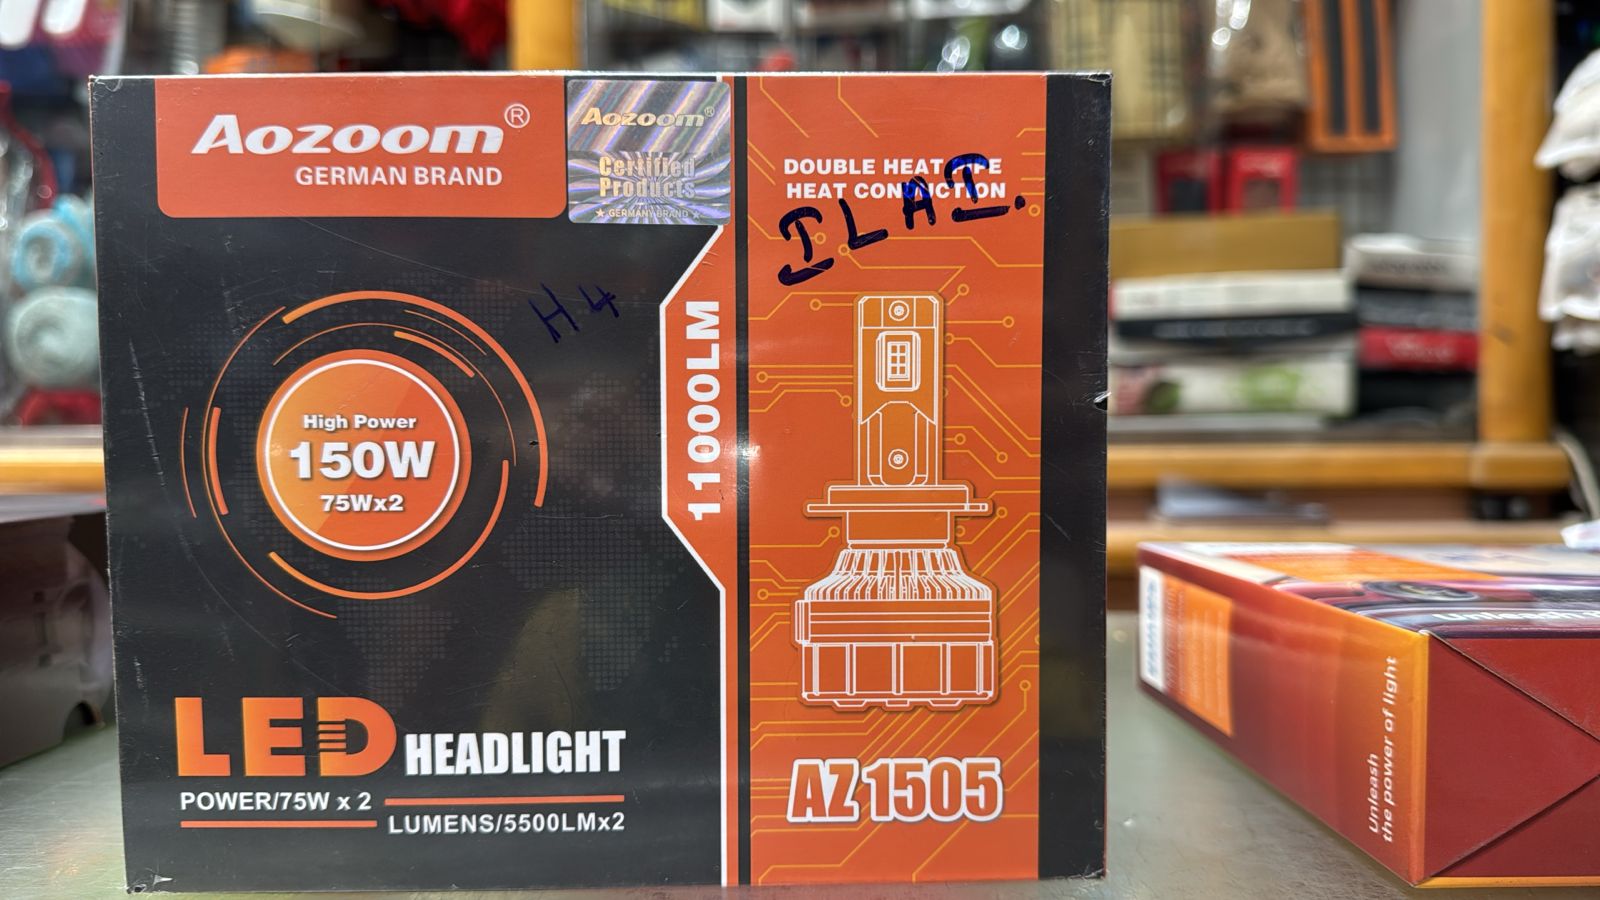 Aozoom®
GERMAN BRAND
Aozoom®
Certified
Products
★ GERMANY BRAND ★
DOUBLE HEAT PIPE
HEAT CONDUCTION
ILAI.
H4
High Power
150W
75Wx2
11000LM
LED HEADLIGHT
POWER/75W x 2
LUMENS/5500LMx2
AZ 1505
Unleash
the power of light